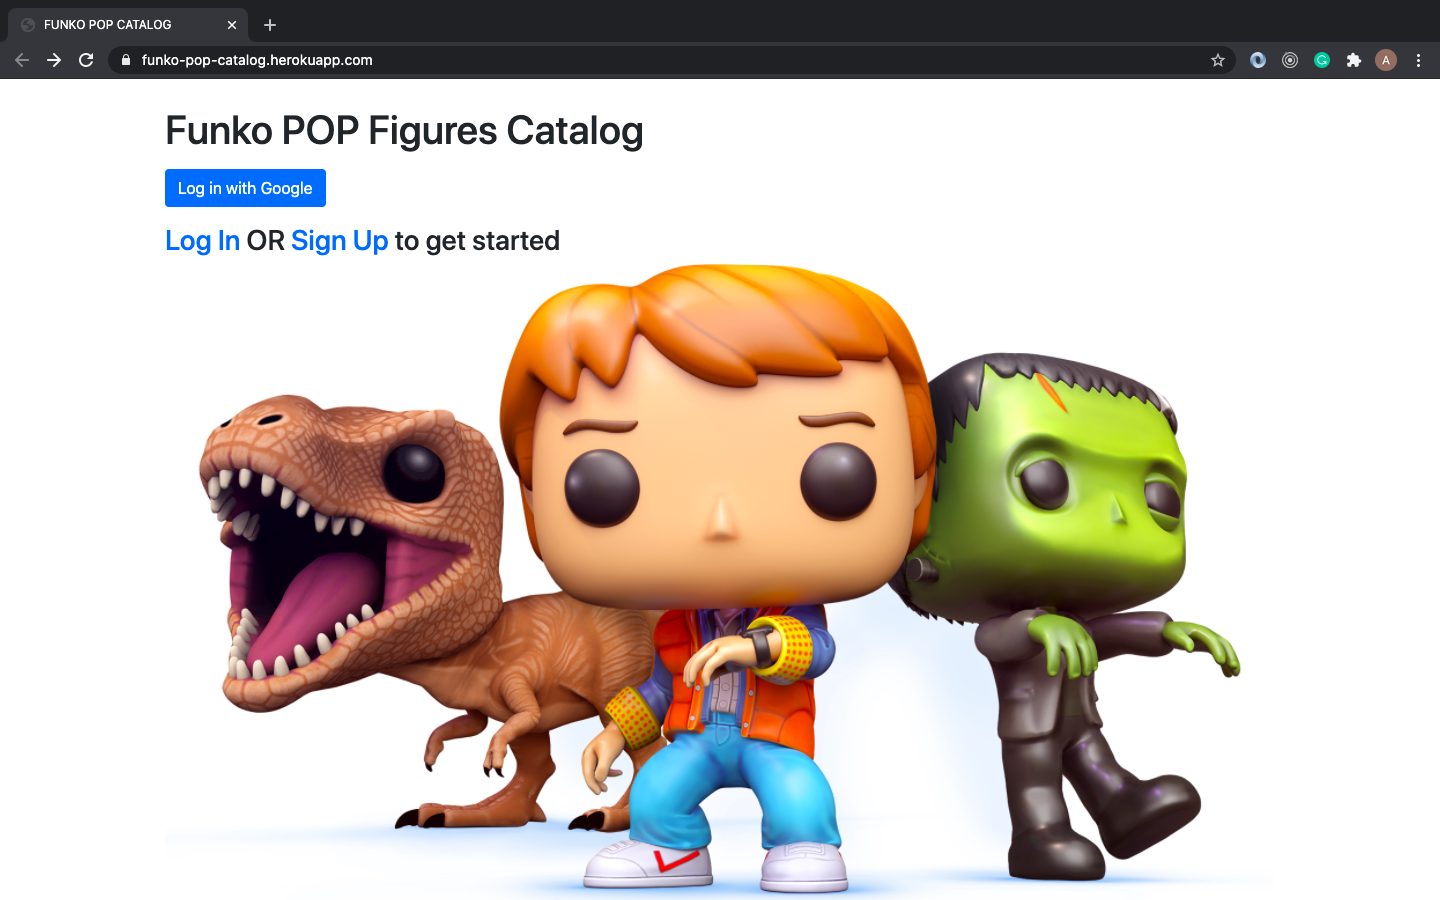 FUNKO POP CATALOG
funko-pop-catalog.herokuapp.com
A
Funko POP Figures Catalog
Log in with Google
Log In OR Sign Up to get started